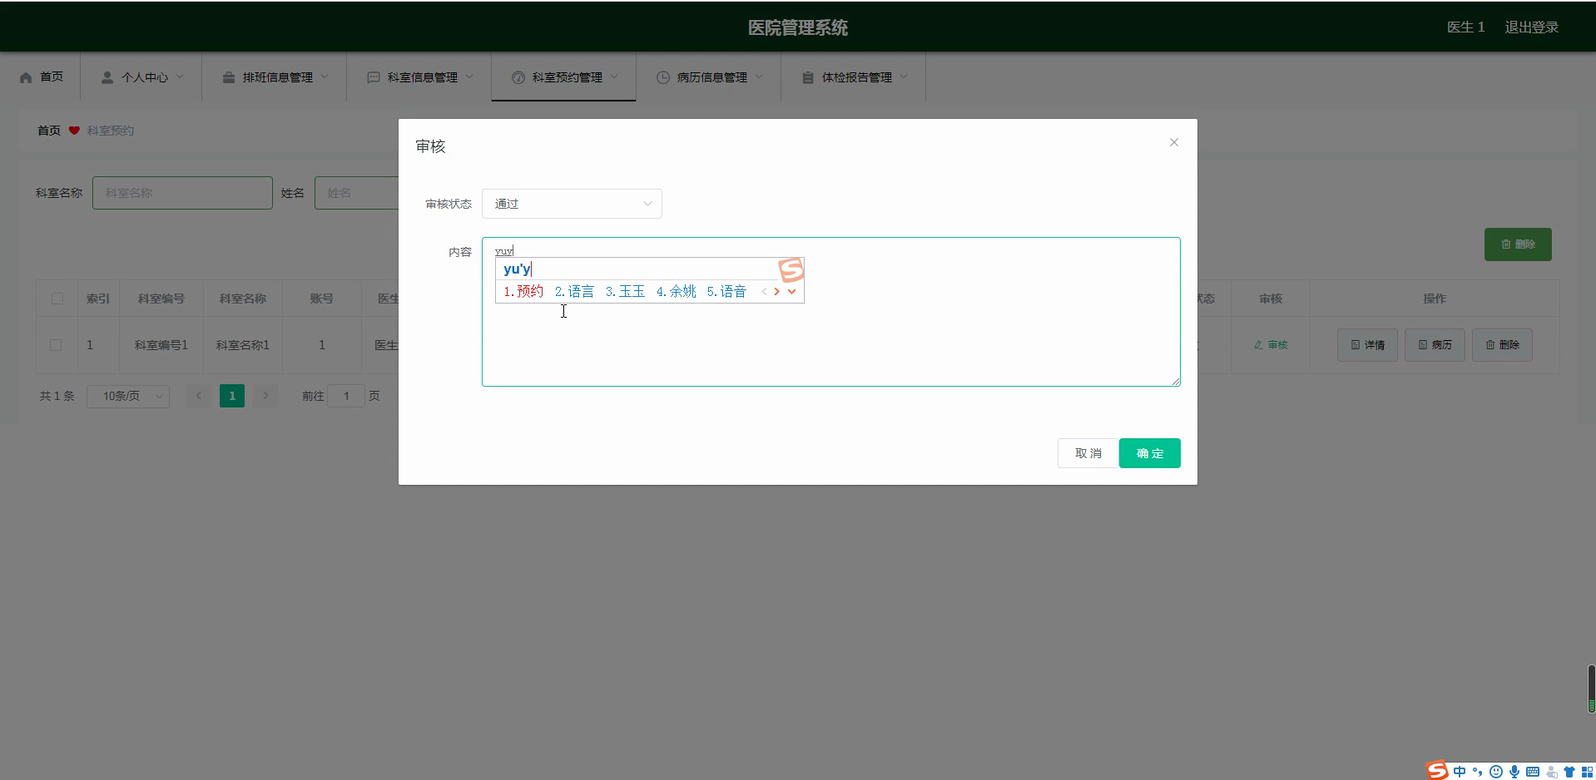 医院管理系统
医生 1 退出登录
首页 个人中心 排班信息管理 科室信息管理 科室预约管理 病历信息管理 体检报告管理
首页 科室预约
审核
科室名称 科室名称 姓名 姓名
审核状态 通过
内容 yuy
yu'y
1.预约 2.语言 3.玉玉 4.余姚 5.语音
删除
索引 科室编号 科室名称 账号 医生 状态 审核 操作
1 科室编号1 科室名称1 1 医生 审核 详情 病历 删除
共 1 条 10条/页 1 前往 1 页
取 消 确 定
中